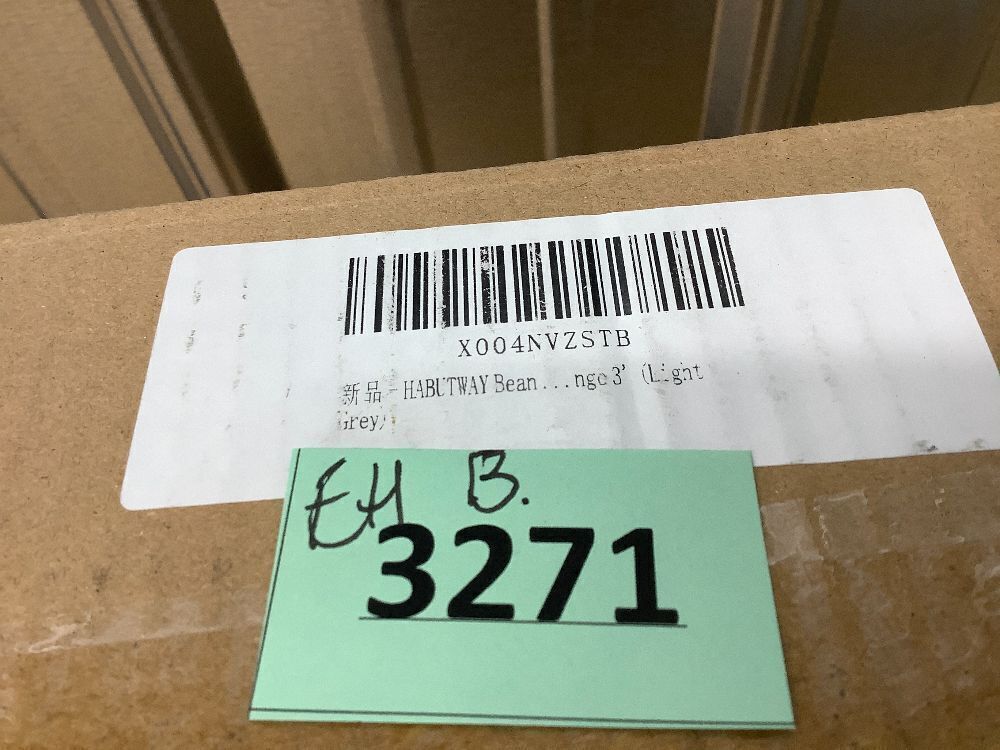 X004NVZSTB
新品 - HABUTWAY Bean...nge 3' (Light
Grey)
EH B.
3271